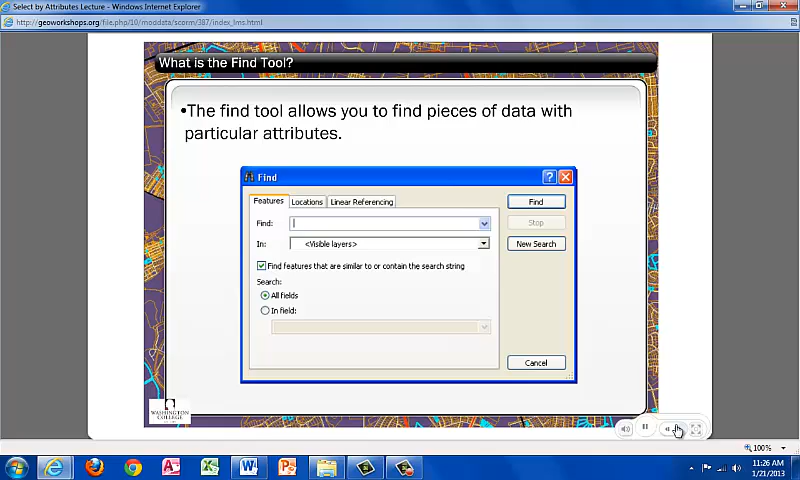 Select by Attributes Lecture - Windows Internet Explorer
http://geoworkshops.org/file.php/10/moddata/scorm/387/index_lms.html
What is the Find Tool?
•The find tool allows you to find pieces of data with
particular attributes.
Find
Features Locations Linear Referencing
Find
Find:
Stop
In: <Visible layers>
New Search
Find features that are similar to or contain the search string
Search:
All fields
In field:
Cancel
WASHINGTON
COLLEGE
100%
11:26 AM
1/21/2013